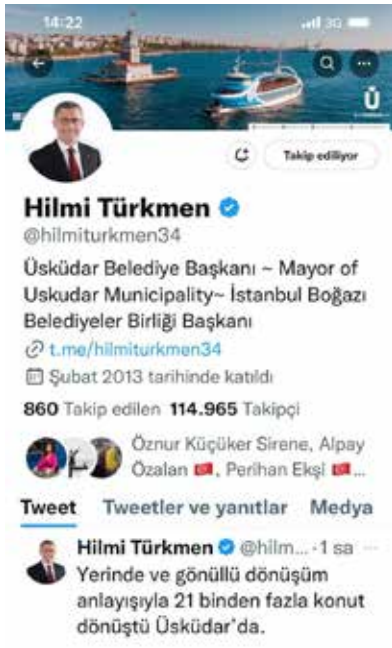 14:22
3G
Ü
Takip ediliyor
Hilmi Türkmen
@hilmiturkmen34
Üsküdar Belediye Başkanı ~ Mayor of
Uskudar Municipality~ İstanbul Boğazı
Belediyeler Birliği Başkanı
t.me/hilmiturkmen34
Şubat 2013 tarihinde katıldı
860 Takip edilen 114.965 Takipçi
Öznur Küçüker Sirene, Alpay
Özalan 🇹🇷, Perihan Ekşi 🇹🇷...
Tweet Tweetler ve yanıtlar Medya
Hilmi Türkmen @hilm... · 1 sa
Yerinde ve gönüllü dönüşüm
anlayışıyla 21 binden fazla konut
dönüştü Üsküdar'da.